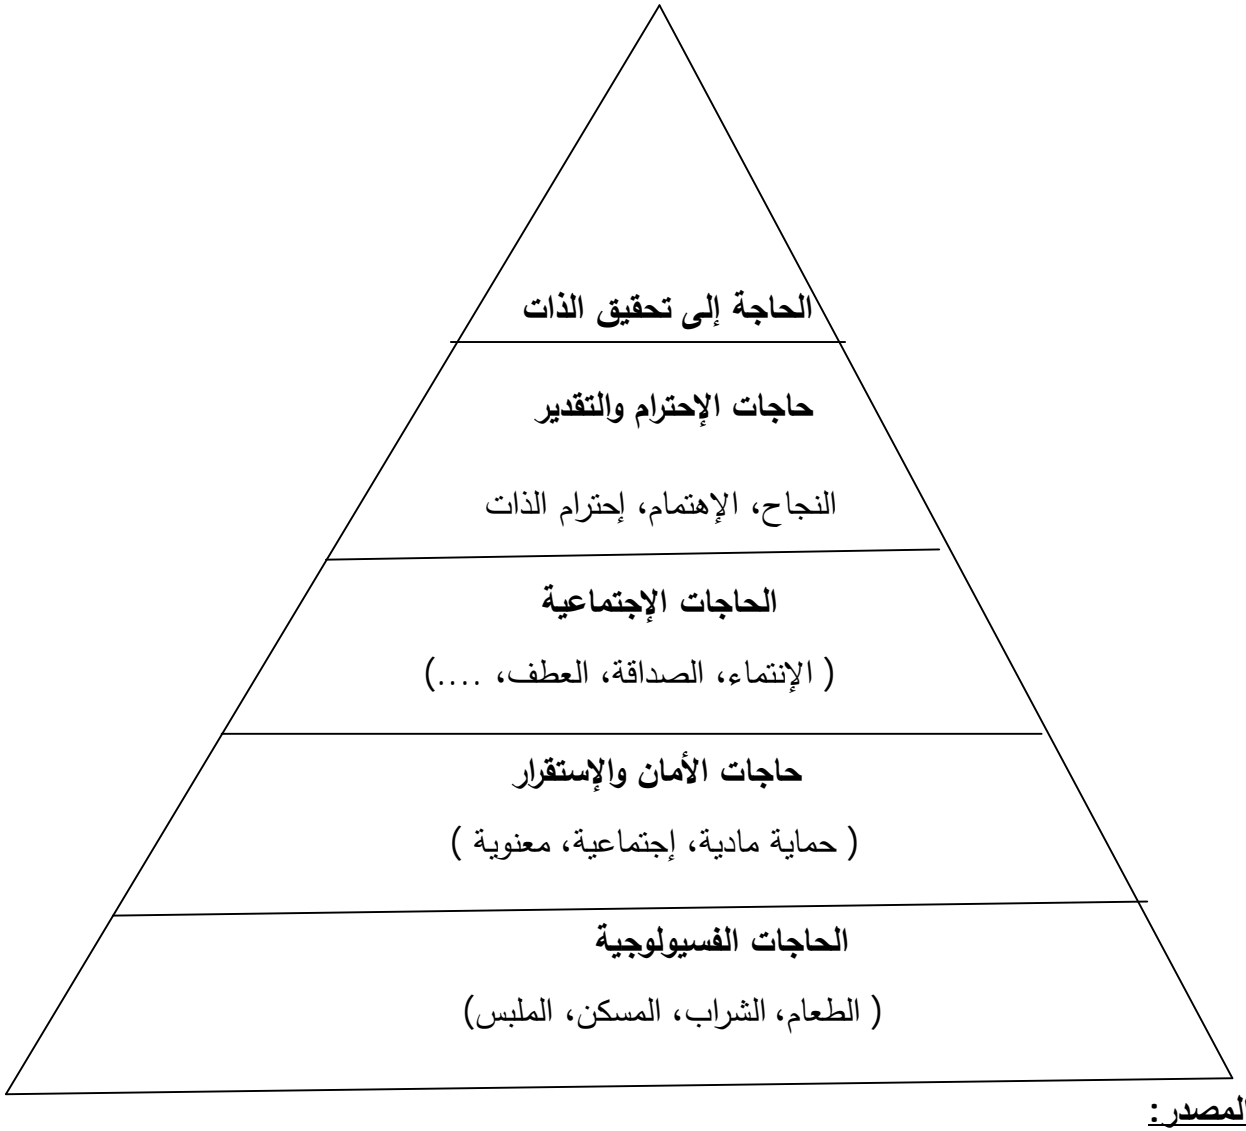 الحاجة إلى تحقيق الذات
حاجات الإحترام والتقدير
النجاح، الإهتمام، إحترام الذات
الحاجات الإجتماعية
( الإنتماء، الصداقة، العطف، ....)
حاجات الأمان والإستقرار
( حماية مادية، إجتماعية، معنوية )
الحاجات الفسيولوجية
( الطعام، الشراب، المسكن، الملبس)
المصدر: